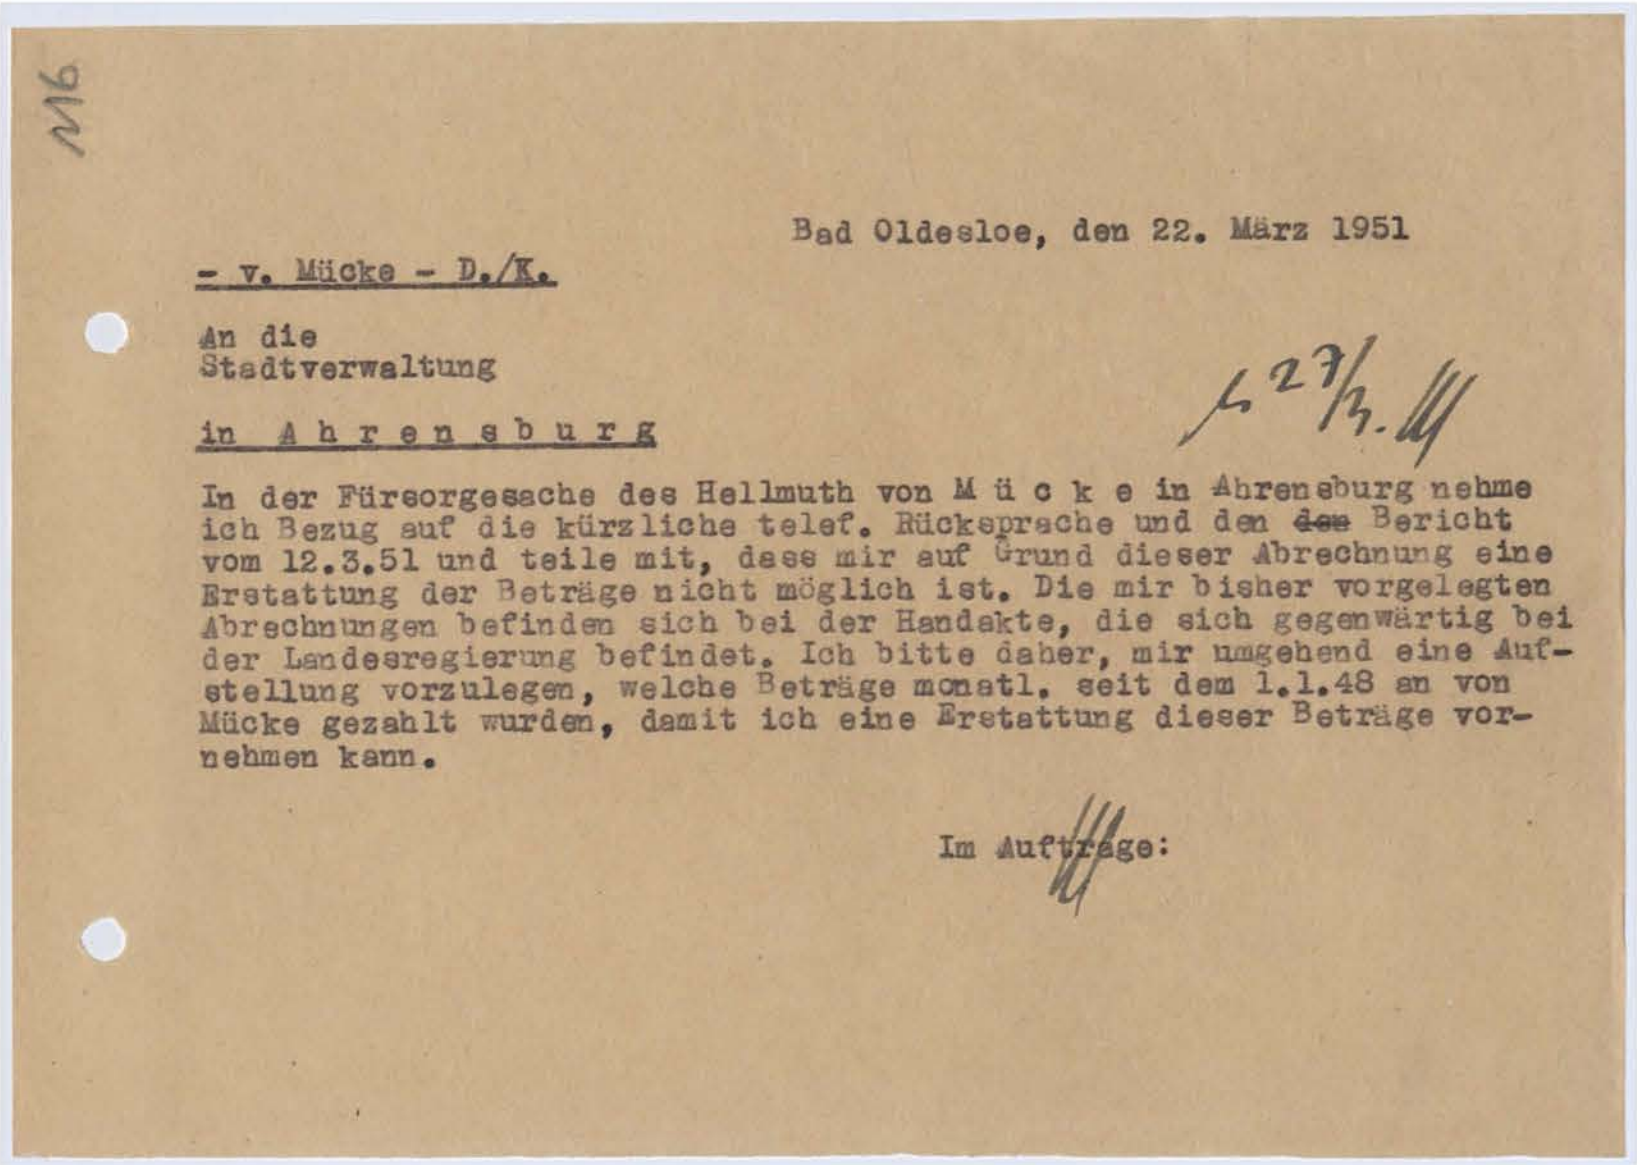 116
Bad Oldesloe, den 22. März 1951
- v. Mücke - D./K.
An die
Stadtverwaltung
27/3.
in A h r e n s b u r g
In der Fürsorgesache des Hellmuth von M ü c k e in Ahrensburg nehme
ich Bezug auf die kürzliche telef. Rücksprache und den den Bericht
vom 12.3.51 und teile mit, dass mir auf Grund dieser Abrechnung eine
Erstattung der Beträge nicht möglich ist. Die mir bisher vorgelegten
Abrechnungen befinden sich bei der Handakte, die sich gegenwärtig bei
der Landesregierung befindet. Ich bitte daher, mir umgehend eine Auf-
stellung vorzulegen, welche Beträge monatl. seit dem 1.1.48 an von
Mücke gezahlt wurden, damit ich eine Erstattung dieser Beträge vor-
nehmen kann.
Im Auftrage: